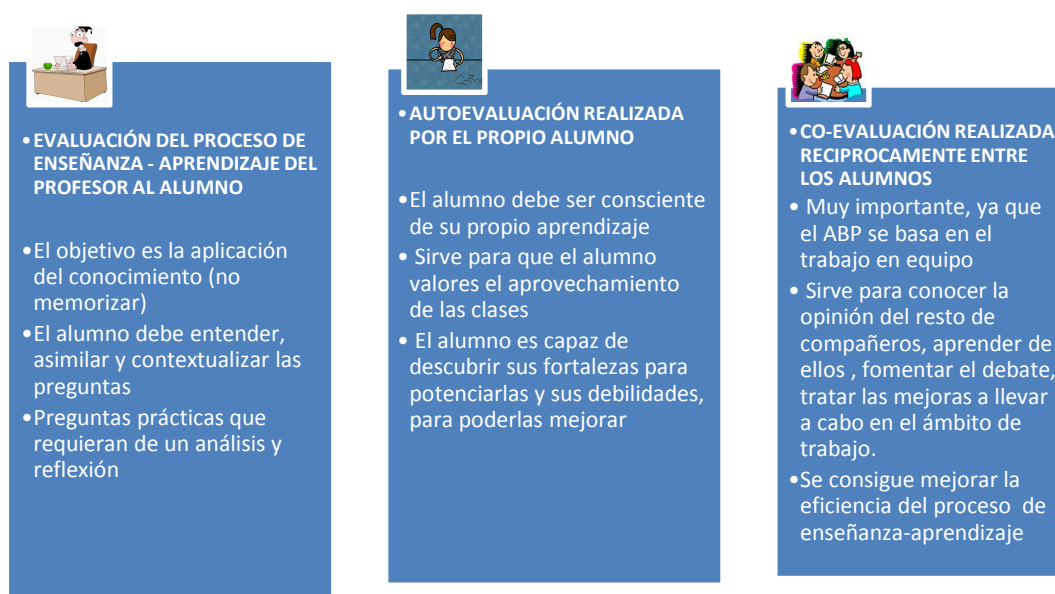 •EVALUACIÓN DEL PROCESO DE
ENSEÑANZA - APRENDIZAJE DEL
PROFESOR AL ALUMNO
•El objetivo es la aplicación
del conocimiento (no
memorizar)
•El alumno debe entender,
asimilar y contextualizar las
preguntas
•Preguntas prácticas que
requieran de un análisis y
reflexión
•AUTOEVALUACIÓN REALIZADA
POR EL PROPIO ALUMNO
•El alumno debe ser consciente
de su propio aprendizaje
• Sirve para que el alumno
valores el aprovechamiento
de las clases
• El alumno es capaz de
descubrir sus fortalezas para
potenciarlas y sus debilidades,
para poderlas mejorar
•CO-EVALUACIÓN REALIZADA
RECIPROCAMENTE ENTRE
LOS ALUMNOS
• Muy importante, ya que
el ABP se basa en el
trabajo en equipo
• Sirve para conocer la
opinión del resto de
compañeros, aprender de
ellos , fomentar el debate,
tratar las mejoras a llevar
a cabo en el ámbito de
trabajo.
•Se consigue mejorar la
eficiencia del proceso de
enseñanza-aprendizaje